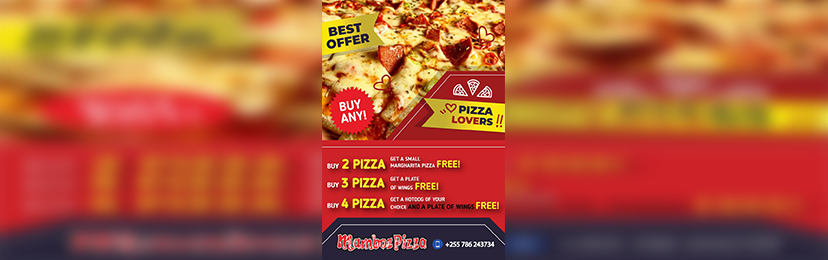 BEST
OFFER
BUY
ANY!
PIZZA
LOVERS !!
BUY 2 PIZZA GET A SMALL
MARGHARITA PIZZA FREE!
BUY 3 PIZZA GET A PLATE
OF WINGS FREE!
BUY 4 PIZZA GET A HOTDOG OF YOUR
CHOICE AND A PLATE OF WINGS FREE!
Mambos Pizza +255 786 243734